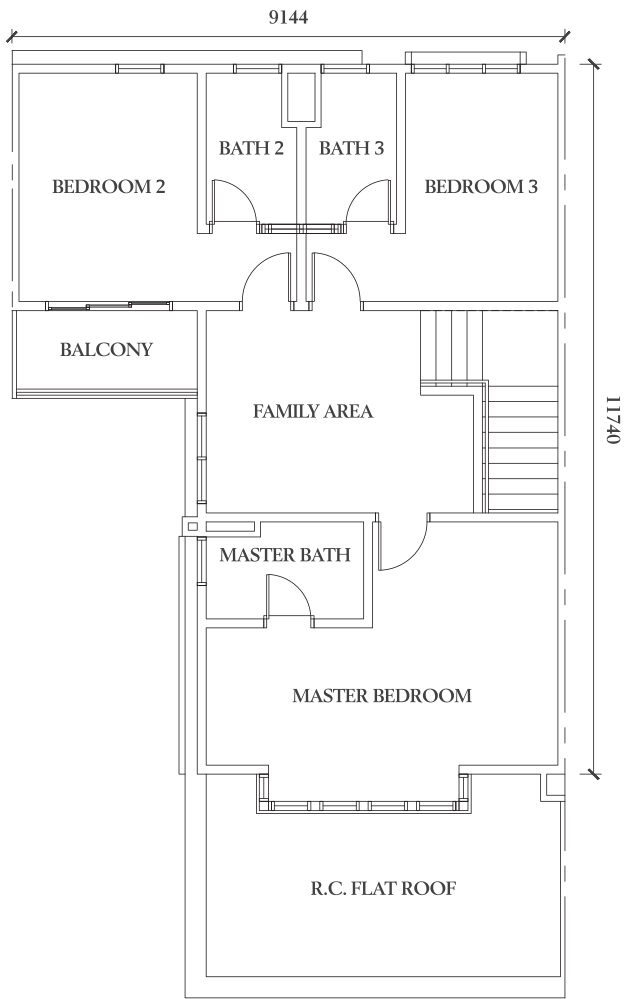 9144
BATH 2
BATH 3
BEDROOM 2
BEDROOM 3
BALCONY
FAMILY AREA
11740
MASTER BATH
MASTER BEDROOM
R.C. FLAT ROOF